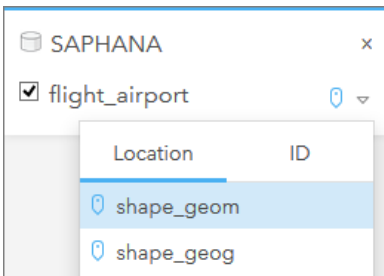 SAPHANA
flight_airport
Location ID
shape_geom
shape_geog